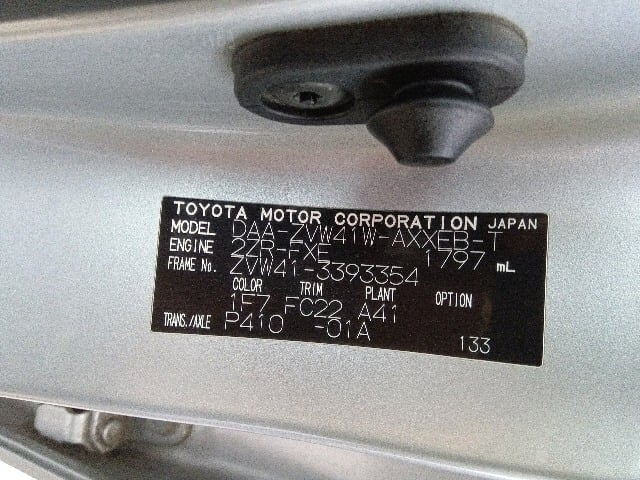 TOYOTA MOTOR CORPORATION JAPAN
MODEL DAA-ZVW41W-AXXEB-T
ENGINE 2ZR-FXE 1797 mL
FRAME No. ZVW41-3393354
COLOR TRIM PLANT OPTION
1F7 FC22 A41
TRANS./AXLE P410 -01A 133